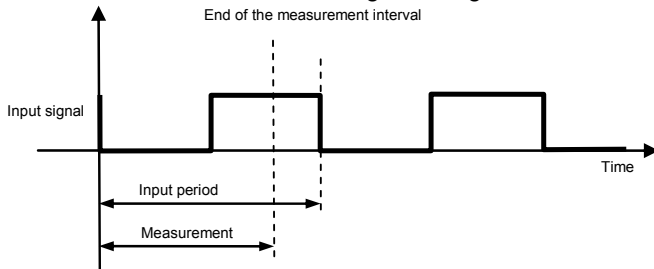 End of the measurement interval
Input signal
Time
Input period
Measurement